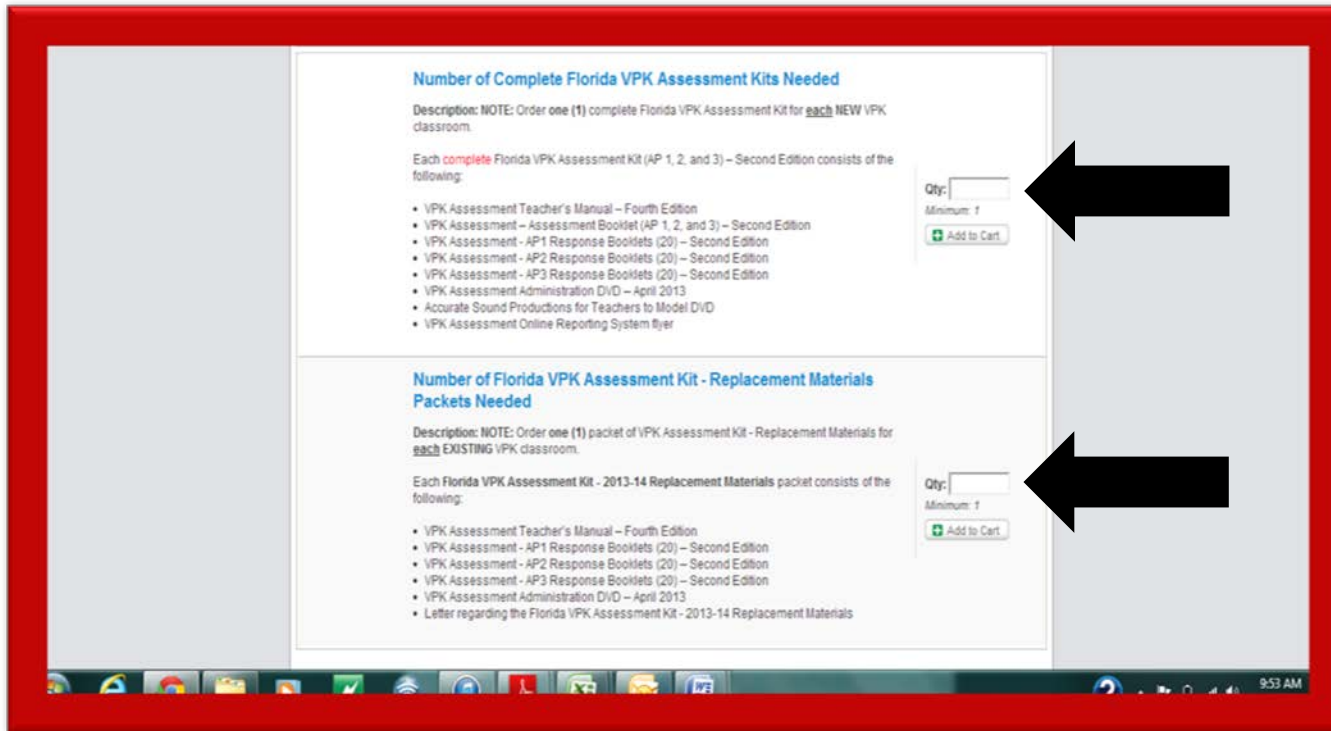 Number of Complete Florida VPK Assessment Kits Needed
Description: NOTE: Order one (1) complete Florida VPK Assessment Kit for each NEW VPK
classroom.
Each complete Florida VPK Assessment Kit (AP 1, 2, and 3) – Second Edition consists of the
following:
• VPK Assessment Teacher's Manual – Fourth Edition
• VPK Assessment – Assessment Booklet (AP 1, 2, and 3) – Second Edition
• VPK Assessment - AP1 Response Booklets (20) – Second Edition
• VPK Assessment - AP2 Response Booklets (20) – Second Edition
• VPK Assessment - AP3 Response Booklets (20) – Second Edition
• VPK Assessment Administration DVD – April 2013
• Accurate Sound Productions for Teachers to Model DVD
• VPK Assessment Online Reporting System flyer
Qty:
Minimum: 1
Add to Cart
Number of Florida VPK Assessment Kit - Replacement Materials
Packets Needed
Description: NOTE: Order one (1) packet of VPK Assessment Kit - Replacement Materials for
each EXISTING VPK classroom.
Each Florida VPK Assessment Kit - 2013-14 Replacement Materials packet consists of the
following:
• VPK Assessment Teacher's Manual – Fourth Edition
• VPK Assessment - AP1 Response Booklets (20) – Second Edition
• VPK Assessment - AP2 Response Booklets (20) – Second Edition
• VPK Assessment - AP3 Response Booklets (20) – Second Edition
• VPK Assessment Administration DVD – April 2013
• Letter regarding the Florida VPK Assessment Kit - 2013-14 Replacement Materials
Qty:
Minimum: 1
Add to Cart
9:53 AM